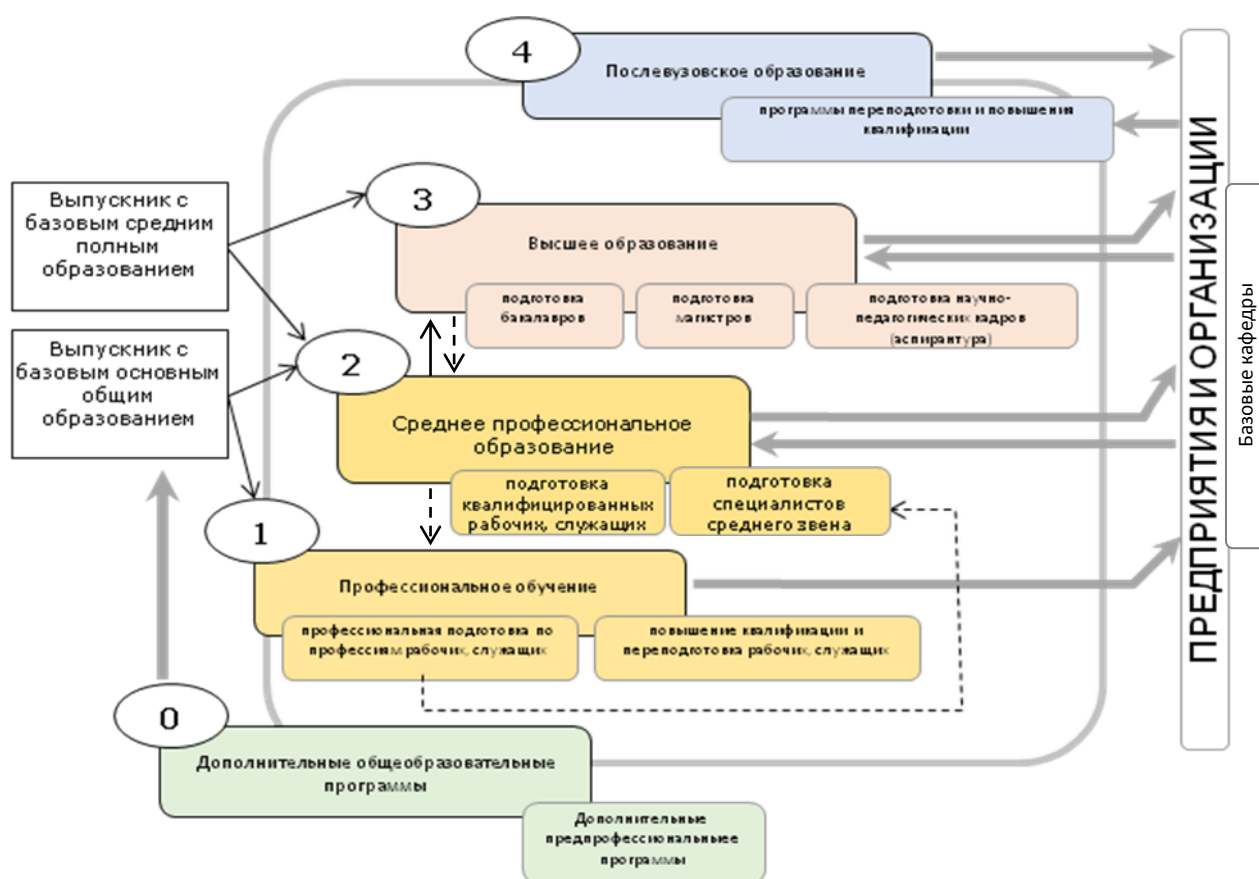 4
Послевузовское образование
программы переподготовки и повышения
квалификации
3
Высшее образование
подготовка
бакалавров
подготовка
магистров
подготовка научно-
педагогических кадров
(аспирантура)
Выпускник с
базовым средним
полным
образованием
Выпускник с
базовым основным
общим
образованием
2
Среднее профессиональное
образование
подготовка
квалифицированных
рабочих, служащих
подготовка
специалистов
среднего звена
1
Профессиональное обучение
профессиональная подготовка по
профессиям рабочих, служащих
повышение квалификации и
переподготовка рабочих, служащих
0
Дополнительные общеобразовательные
программы
Дополнительные
предпрофессиональныее
программы
ПРЕДПРИЯТИЯ И ОРГАНИЗАЦИИ
Базовые кафедры